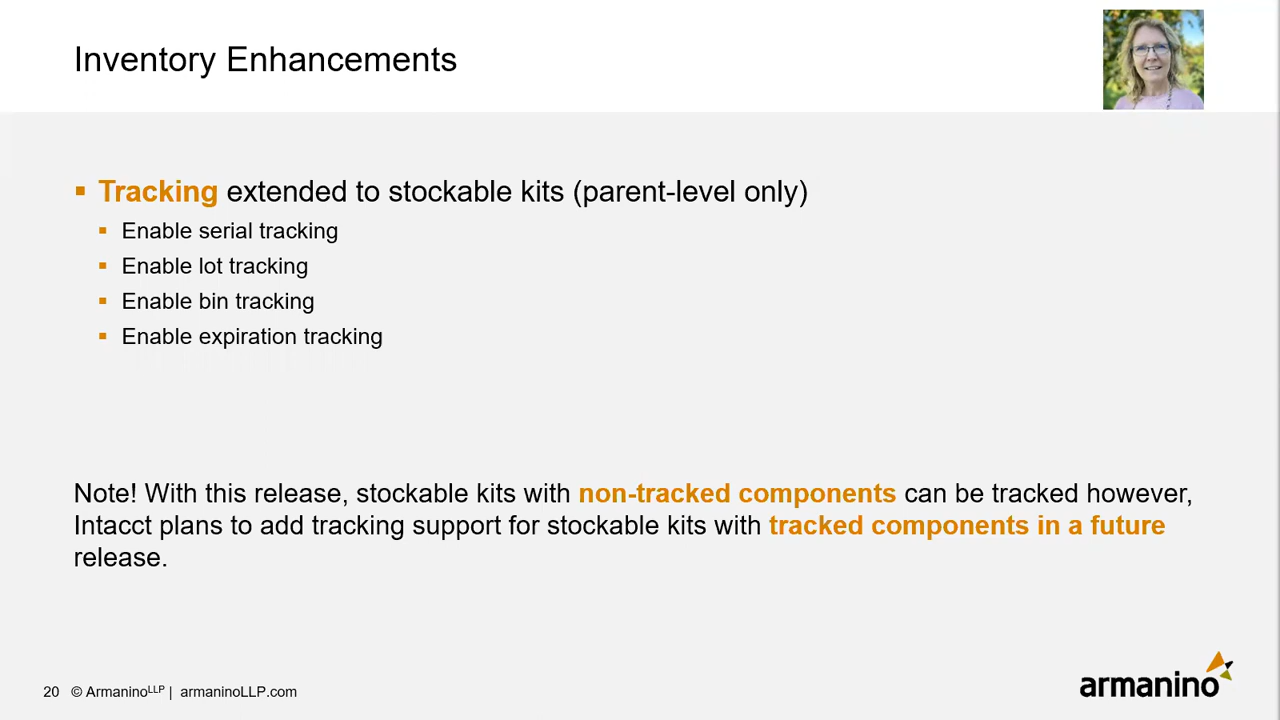 Inventory Enhancements
▪ Tracking extended to stockable kits (parent-level only)
▪ Enable serial tracking
▪ Enable lot tracking
▪ Enable bin tracking
▪ Enable expiration tracking
Note! With this release, stockable kits with non-tracked components can be tracked however,
Intacct plans to add tracking support for stockable kits with tracked components in a future
release.
20 © ArmaninoLLP | armaninoLLP.com
armanino